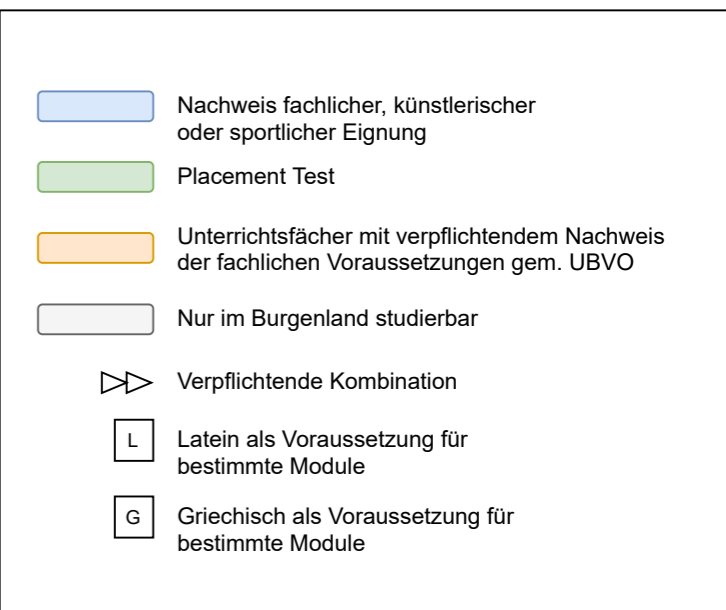 Nachweis fachlicher, künstlerischer
oder sportlicher Eignung
Placement Test
Unterrichtsfächer mit verpflichtendem Nachweis
der fachlichen Voraussetzungen gem. UBVO
Nur im Burgenland studierbar
Verpflichtende Kombination
L Latein als Voraussetzung für
bestimmte Module
G Griechisch als Voraussetzung für
bestimmte Module